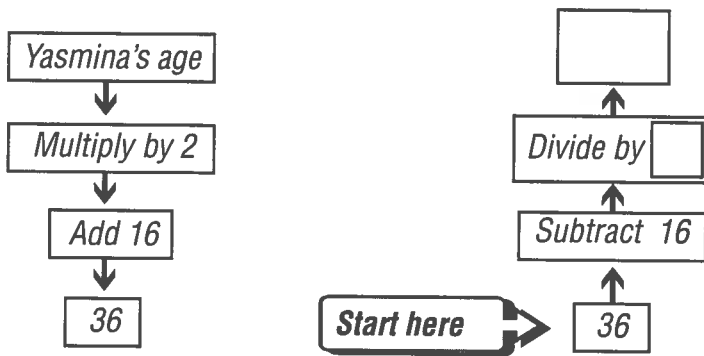 Yasmina's age
Multiply by 2
Add 16
36
Divide by
Subtract 16
Start here
36